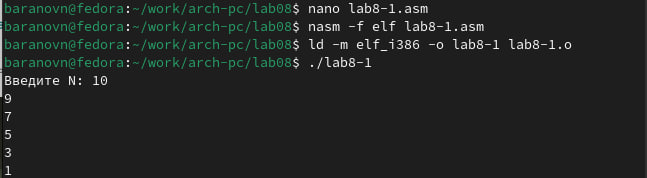 baranovn@fedora:~/work/arch-pc/lab08$ nano lab8-1.asm
baranovn@fedora:~/work/arch-pc/lab08$ nasm -f elf lab8-1.asm
baranovn@fedora:~/work/arch-pc/lab08$ ld -m elf_i386 -o lab8-1 lab8-1.o
baranovn@fedora:~/work/arch-pc/lab08$ ./lab8-1
Введите N: 10
9
7
5
3
1